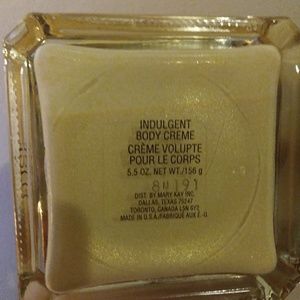 INDULGENT
BODY CREME
CRÈME VOLUPTE
POUR LE CORPS
5.5 OZ. NET WT./156 g
DIST. BY MARY KAY INC.
DALLAS, TEXAS 75247
TORONTO, CANADA L5N 6Y2
MADE IN U.S.A./FABRIQUÉ AUX É.-U.